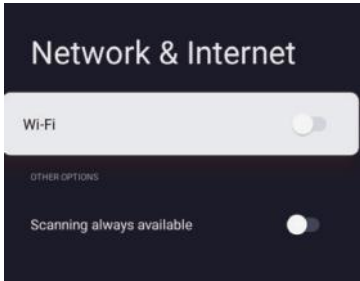 Network & Internet
Wi-Fi
OTHER OPTIONS
Scanning always available